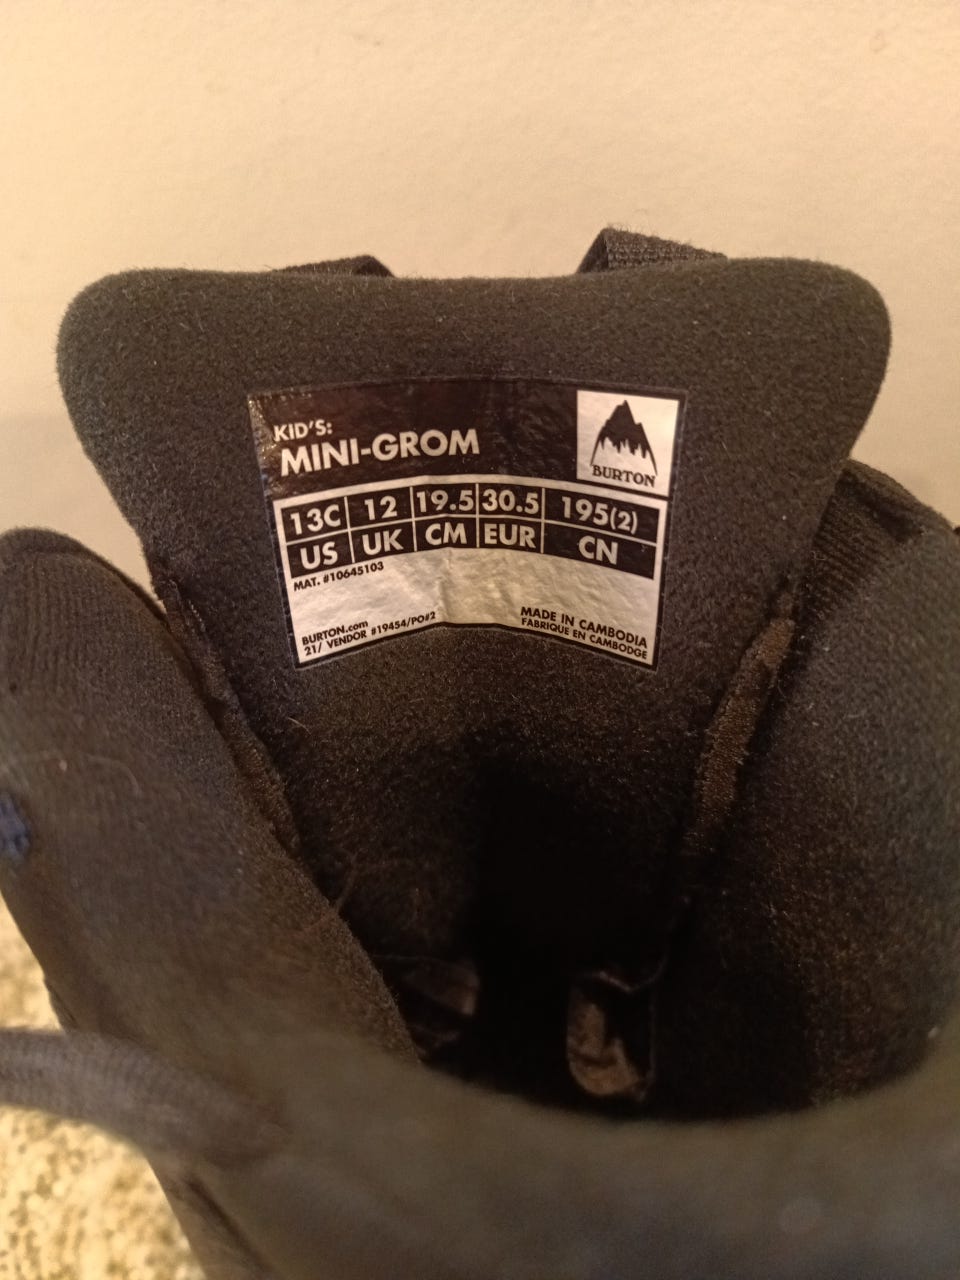 KID'S:
MINI-GROM
BURTON
13C 12 19.5 30.5 195(2)
US UK CM EUR CN
MAT. #10645103
BURTON.com
21/ VENDOR #19454/PO#2
MADE IN CAMBODIA
FABRIQUE EN CAMBODGE